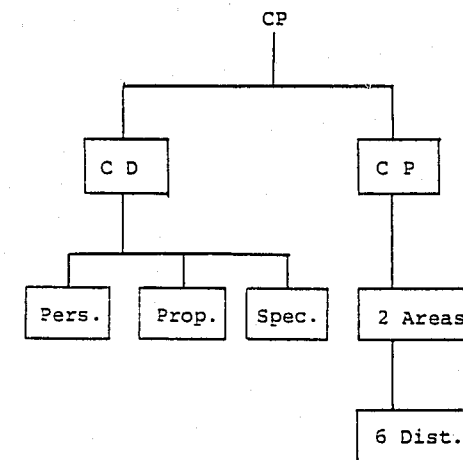 CP
C D
C P
Pers.
Prop.
Spec.
2 Areas
6 Dist.